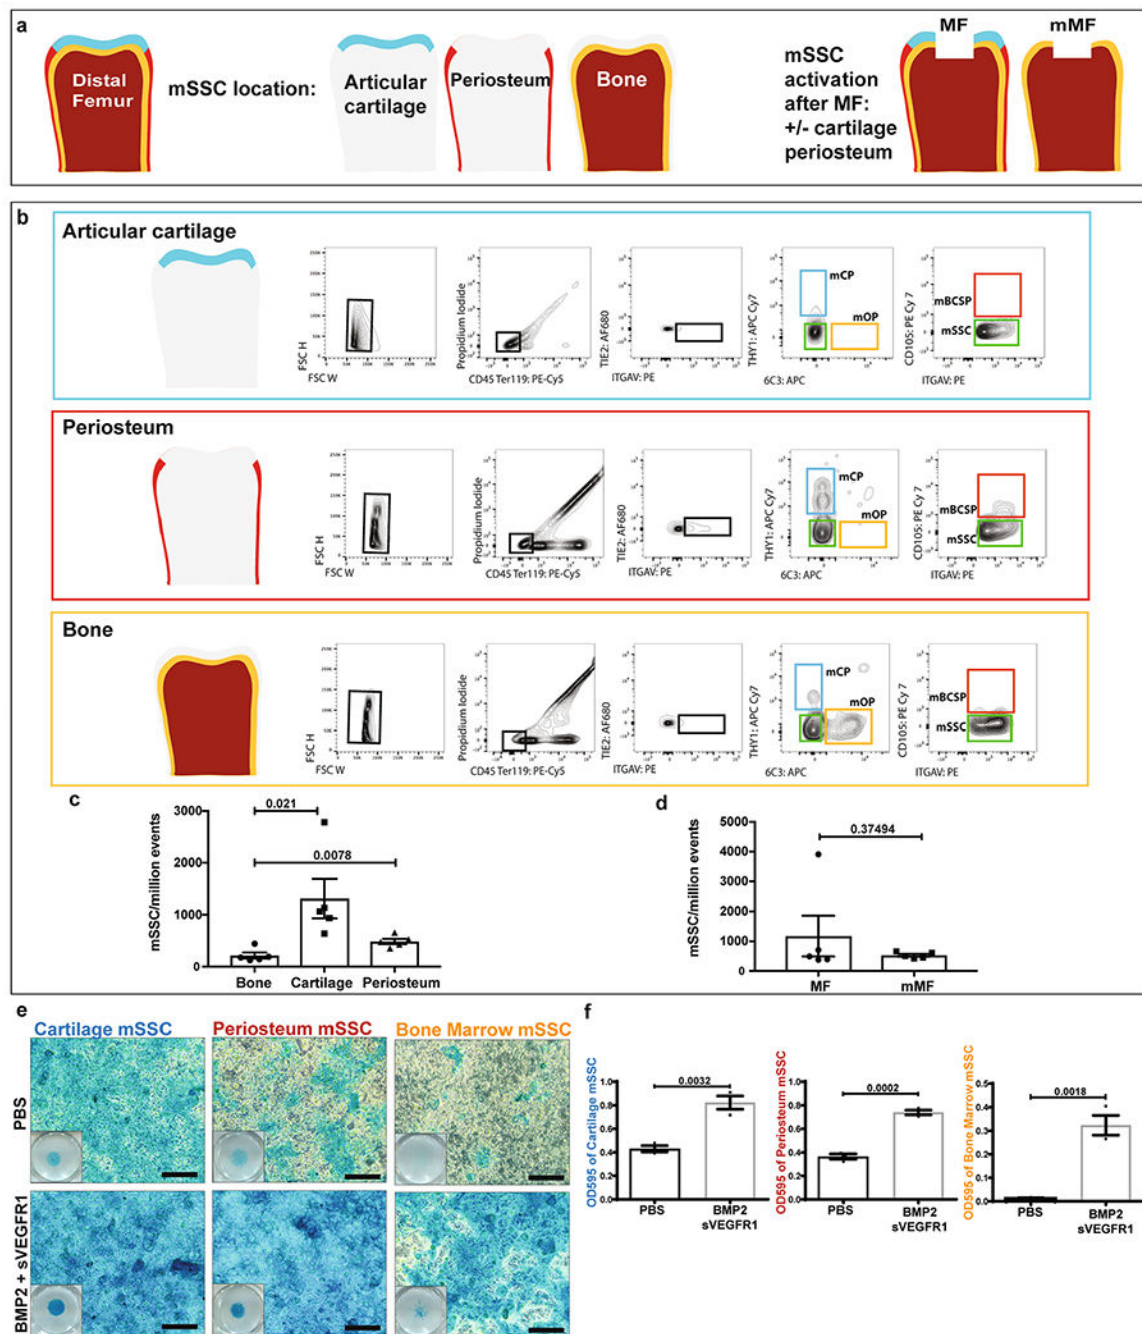 a
Distal
Femur
mSSC location:
Articular
cartilage
Periosteum
Bone
mSSC
activation
after MF:
+/- cartilage
periosteum
MF
mMF
b
Articular cartilage
FSC H
FSC W
Propidium Iodide
CD45 Ter119: PE-Cy5
TIE2: AF680
ITGAV: PE
THY1: APC Cy7
6C3: APC
mCP
mOP
CD105: PE Cy 7
ITGAV: PE
mBCSP
mSSC
Periosteum
FSC H
FSC W
Propidium Iodide
CD45 Ter119: PE-Cy5
TIE2: AF680
ITGAV: PE
THY1: APC Cy7
6C3: APC
mCP
mOP
CD105: PE Cy7
ITGAV: PE
mBCSP
mSSC
Bone
FSC H
FSC W
Propidium Iodide
CD45 Ter119: PE-Cy5
TIE2: AF680
ITGAV: PE
THY1: APC Cy7
6C3: APC
mCP
mOP
CD105: PE Cy 7
ITGAV: PE
mBCSP
mSSC
c
mSSC/million events
3000
2000
1000
0
0.021
0.0078
Bone Cartilage Periosteum
d
mSSC/million events
5000
4000
3000
2000
1000
0
0.37494
MF mMF
e
Cartilage mSSC Periosteum mSSC Bone Marrow mSSC
PBS
BMP2 + sVEGFR1
f
OD595 of Cartilage mSSC
1.0
0.8
0.6
0.4
0.2
0.0
0.0032
PBS BMP2
sVEGFR1
OD595 of Periosteum mSSC
1.0
0.8
0.6
0.4
0.2
0.0
0.0002
PBS BMP2
sVEGFR1
OD595 of Bone Marrow mSSC
0.5
0.4
0.3
0.2
0.1
0.0
0.0018
PBS BMP2
sVEGFR1